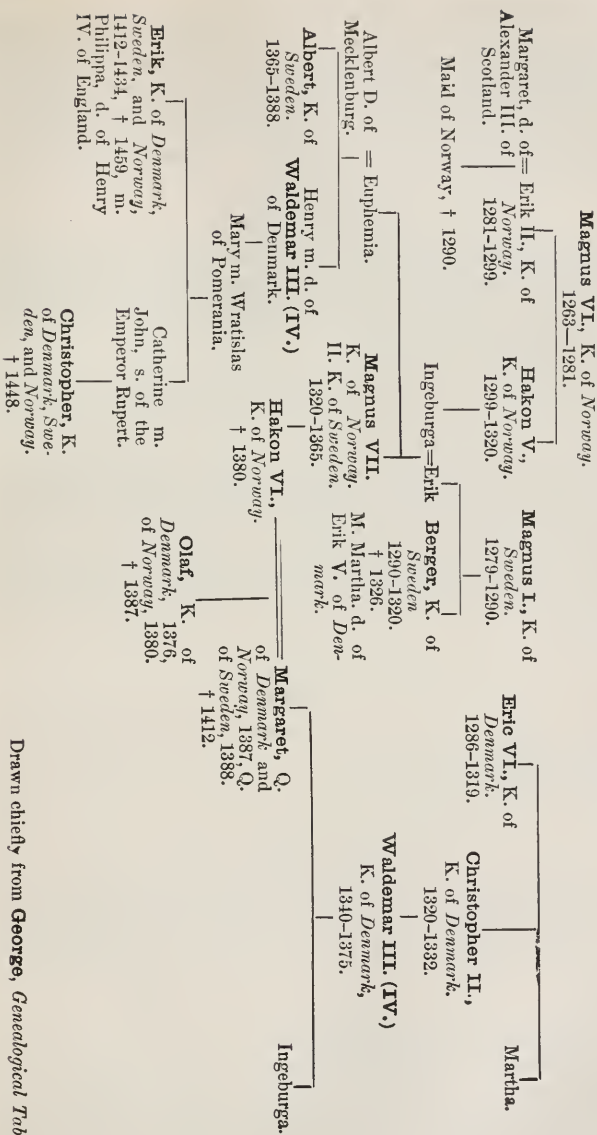 Magnus VI., K. of Norway.
1263—1281.
Margaret, d. of = Erik II., K. of
Alexander III. of Norway.
Scotland. 1281-1299.
Hakon V.,
K. of Norway.
1299-1320.
Magnus I., K. of
Sweden.
1279-1290.
Eric VI., K. of
Denmark.
1286-1319.
Christopher II.,
K. of Denmark.
1320-1332.
Martha.
Maid of Norway, † 1290.
Ingeburga=Erik
Berger, K. of
Sweden
1290-1320.
† 1326.
M. Martha. d. of
Erik V. of Den-
mark.
Waldemar III. (IV.)
K. of Denmark,
1340-1375.
Albert D. of = Euphemia.
Mecklenburg.
Magnus VII.
K. of Norway.
II. K. of Sweden.
1320-1365.
Albert, K. of
Sweden.
1365-1388.
Henry m. d. of
Waldemar III. (IV.)
of Denmark.
Hakon VI.,
K. of Norway.
† 1380.
Margaret, Q.
of Denmark and
Norway, 1387, Q.
of Sweden, 1388.
† 1412.
Ingeburga.
Mary m. Wratislas
of Pomerania.
Olaf, K. of
Denmark, 1376,
of Norway, 1380.
† 1387.
Erik, K. of Denmark,
Sweden, and Norway,
1412-1434, † 1459, m.
Philippa, d. of Henry
IV. of England.
Catherine m.
John, s. of the
Emperor Rupert.
Christopher, K.
of Denmark, Swe-
den, and Norway.
† 1448.
Drawn chiefly from George, Genealogical Tab